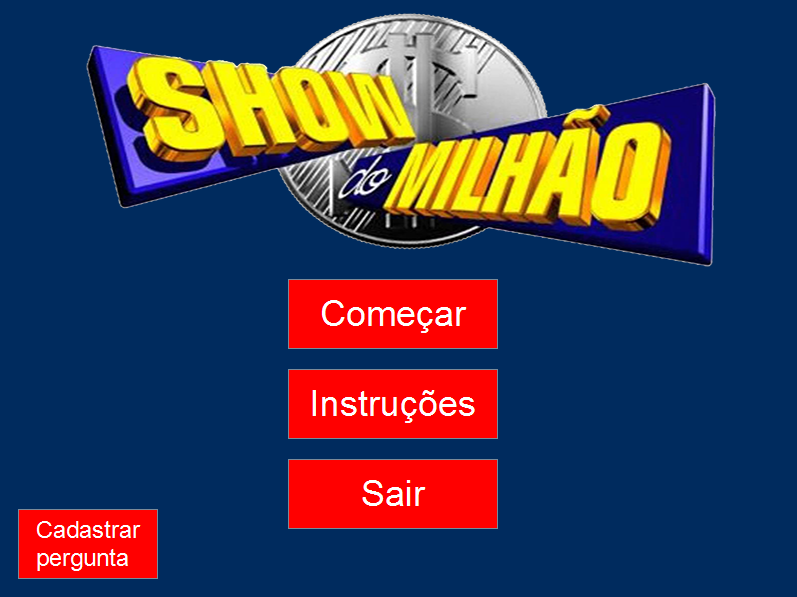 SHOW
do MILHÃO
Começar
Instruções
Sair
Cadastrar
pergunta